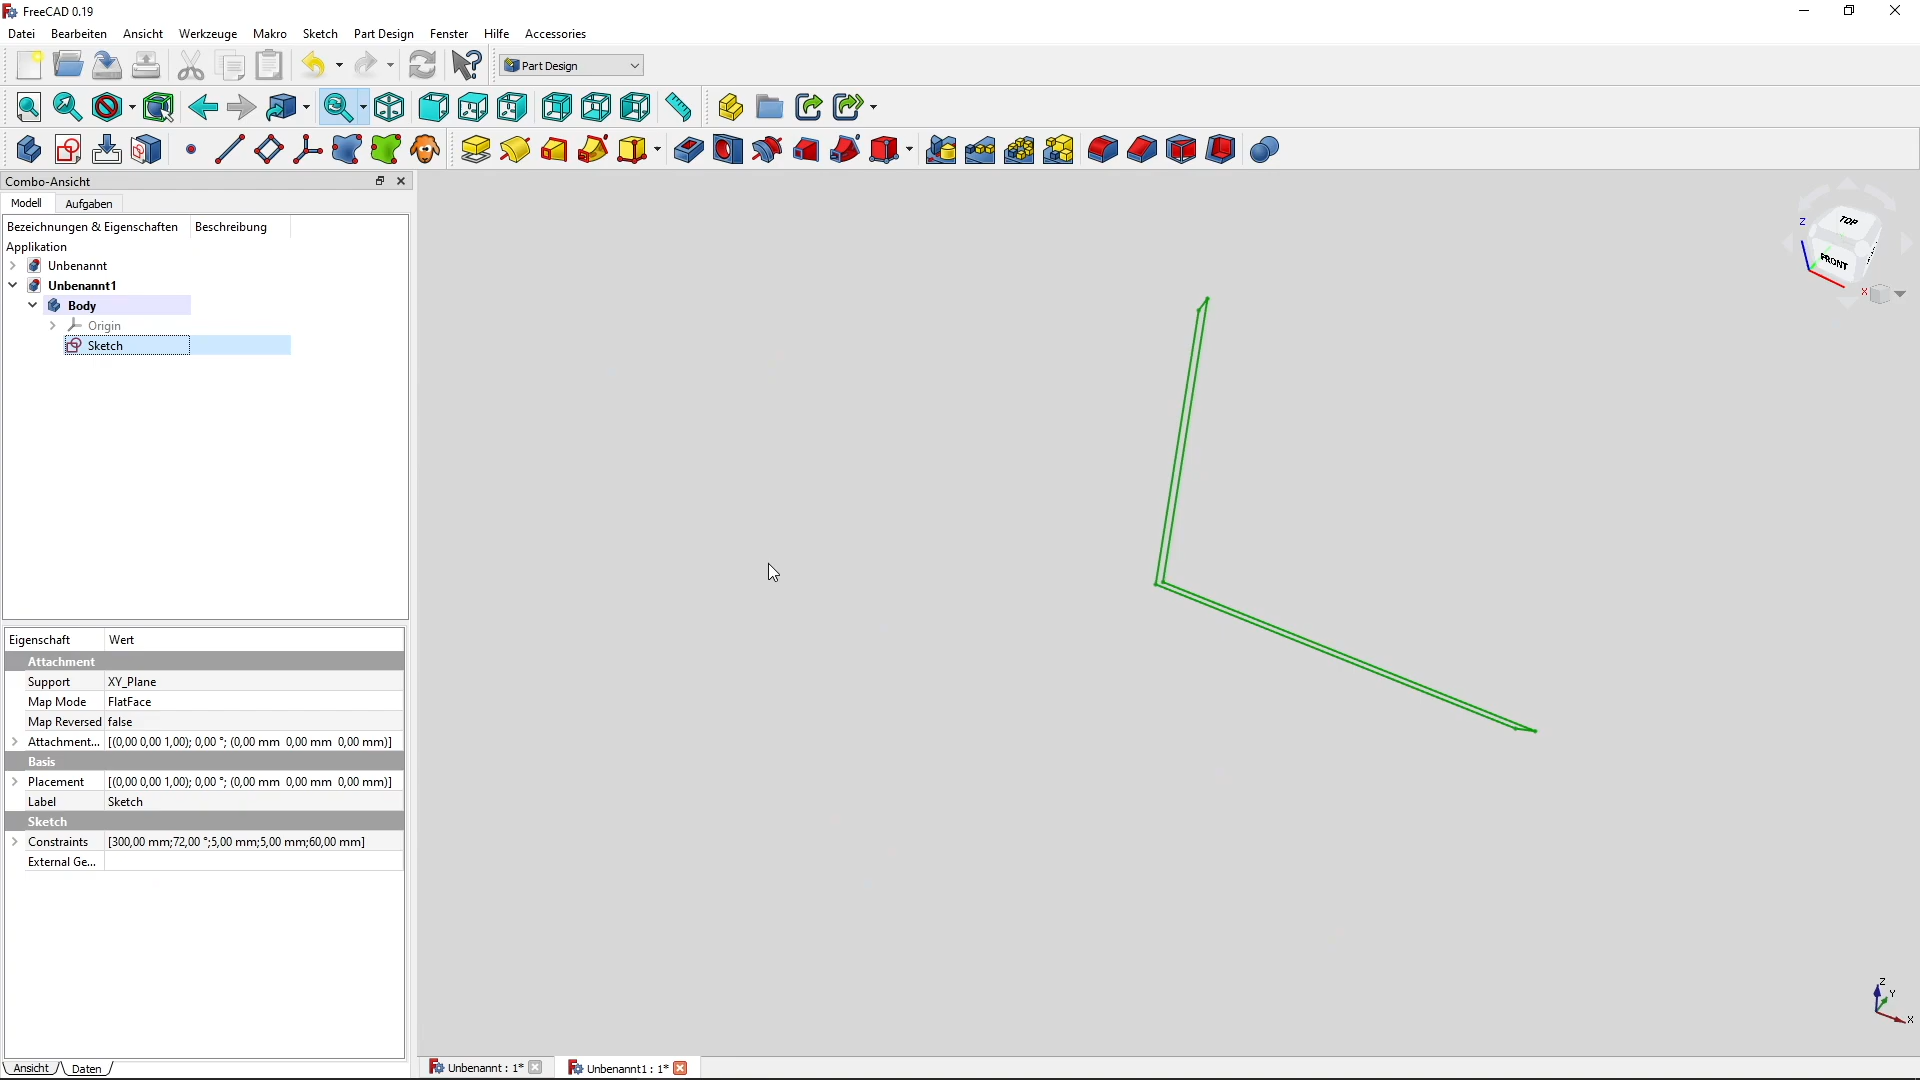 FreeCAD 0.19
Datei Bearbeiten Ansicht Werkzeuge Makro Sketch Part Design Fenster Hilfe Accessories
Part Design
Combo-Ansicht
Modell Aufgaben
Bezeichnungen & Eigenschaften Beschreibung
Applikation
Unbenannt
Unbenannt1
Body
Origin
Sketch
TOP
FRONT
Z
X
Eigenschaft Wert
Attachment
Support XY_Plane
Map Mode FlatFace
Map Reversed false
Attachment... [(0,00 0,00 1,00); 0,00 °; (0,00 mm 0,00 mm 0,00 mm)]
Basis
Placement [(0,00 0,00 1,00); 0,00 °; (0,00 mm 0,00 mm 0,00 mm)]
Label Sketch
Sketch
Constraints [300,00 mm;72,00 °;5,00 mm;5,00 mm;60,00 mm]
External Ge...
Z
Y
X
Ansicht Daten
Unbenannt : 1* Unbenannt1 : 1*